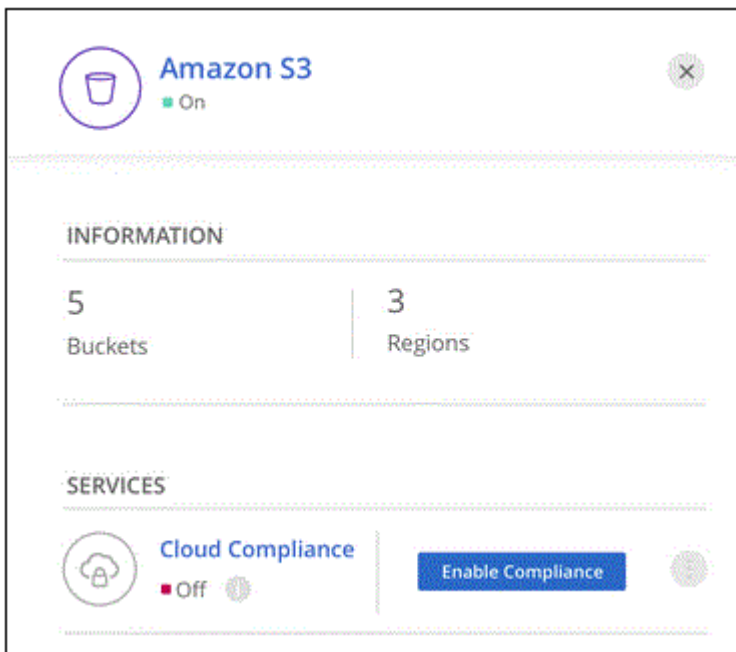 Amazon S3
On
INFORMATION
5
3
Buckets
Regions
SERVICES
Cloud Compliance
Off
Enable Compliance